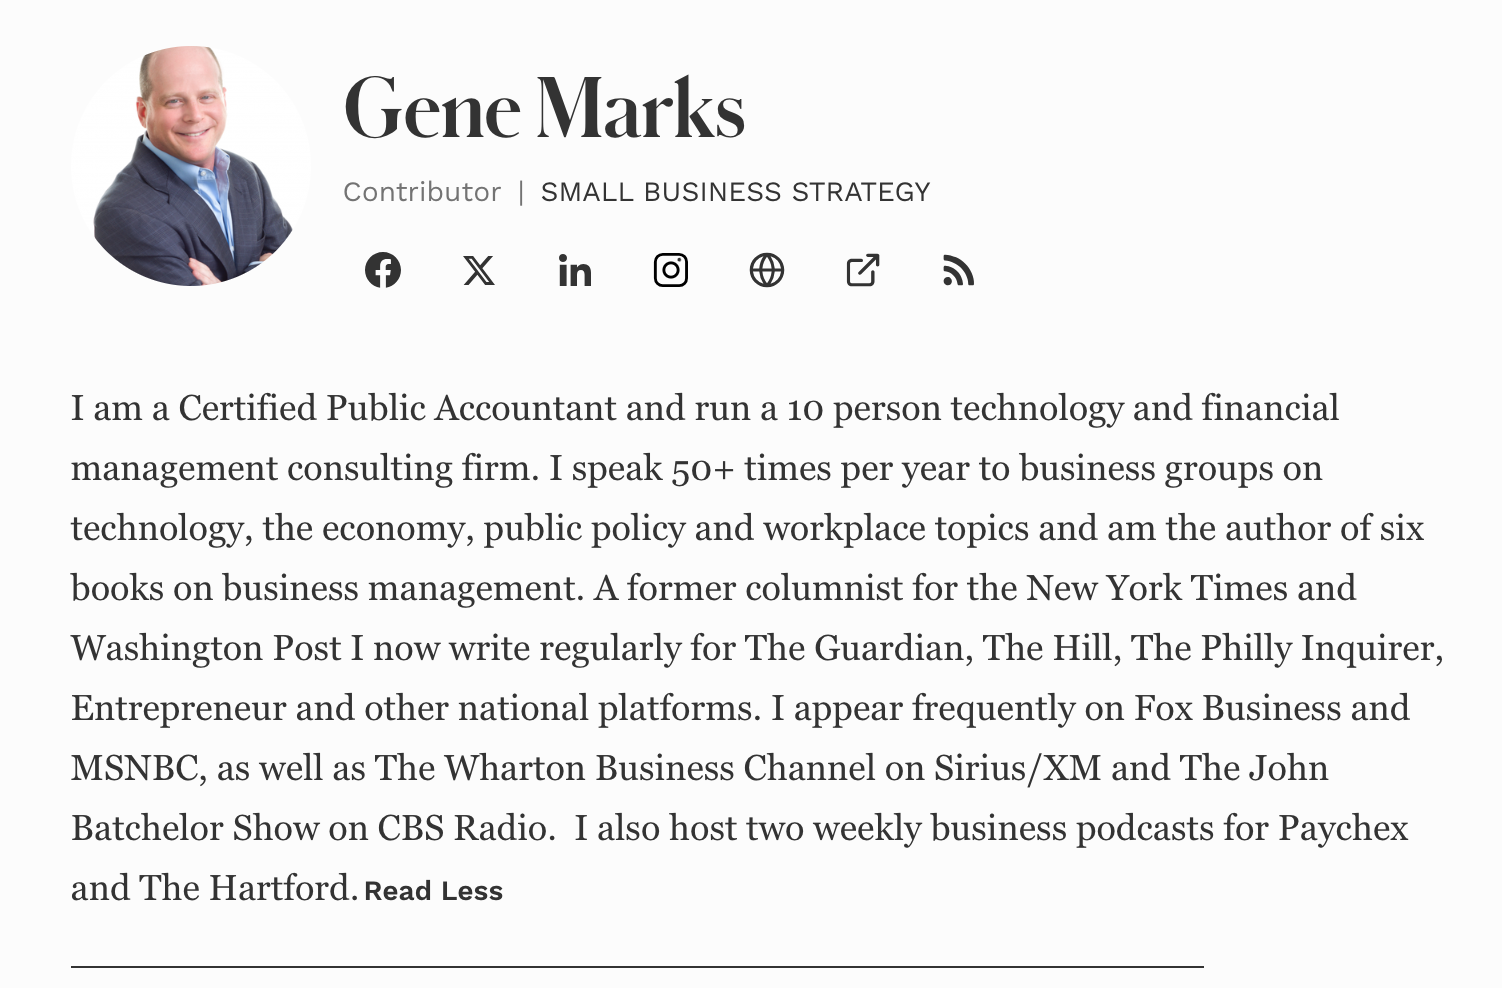 Gene Marks
Contributor | SMALL BUSINESS STRATEGY
I am a Certified Public Accountant and run a 10 person technology and financial
management consulting firm. I speak 50+ times per year to business groups on
technology, the economy, public policy and workplace topics and am the author of six
books on business management. A former columnist for the New York Times and
Washington Post I now write regularly for The Guardian, The Hill, The Philly Inquirer,
Entrepreneur and other national platforms. I appear frequently on Fox Business and
MSNBC, as well as The Wharton Business Channel on Sirius/XM and The John
Batchelor Show on CBS Radio.  I also host two weekly business podcasts for Paychex
and The Hartford. Read Less